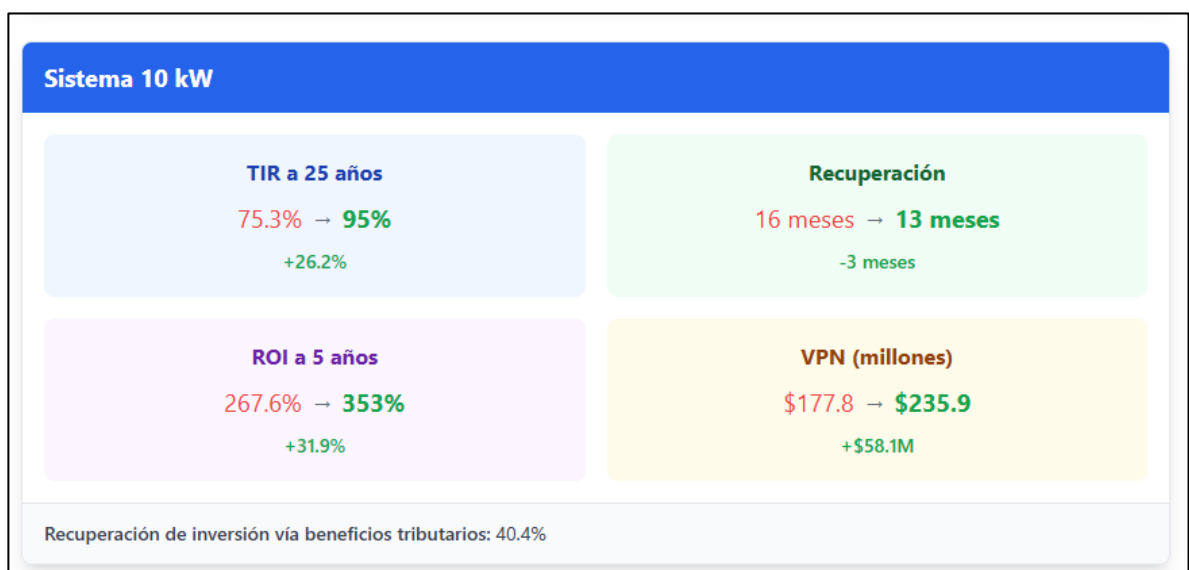 Sistema 10 kW
TIR a 25 años
75.3% → 95%
+26.2%
Recuperación
16 meses → 13 meses
-3 meses
ROI a 5 años
267.6% → 353%
+31.9%
VPN (millones)
$177.8 → $235.9
+$58.1M
Recuperación de inversión vía beneficios tributarios: 40.4%